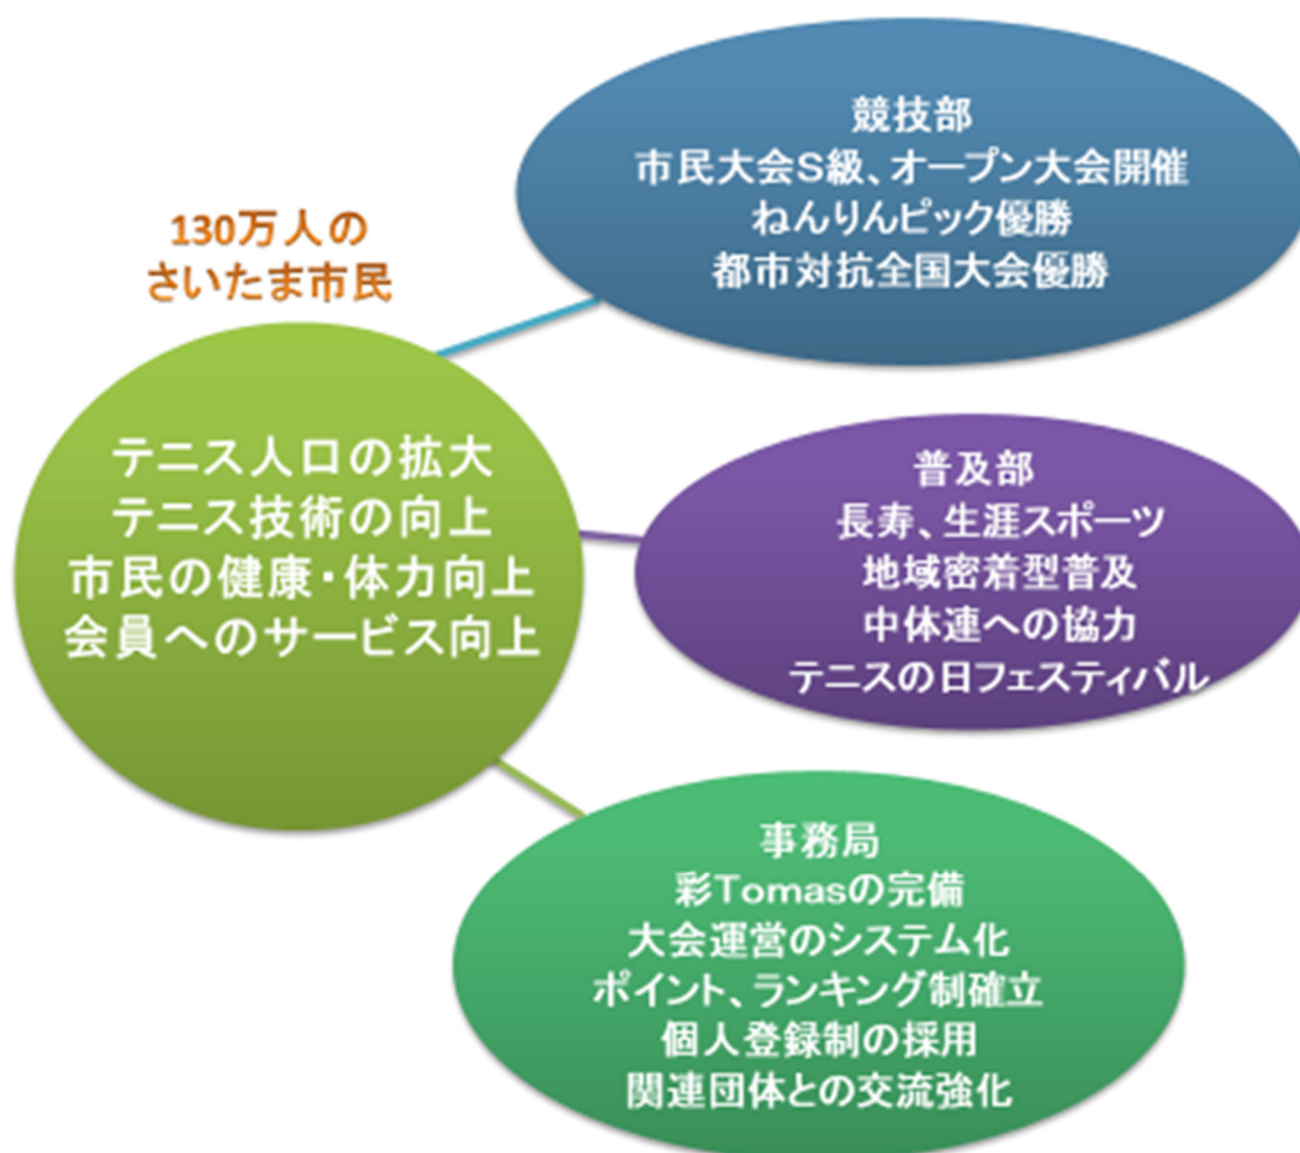 130万人の
さいたま市民
テニス人口の拡大
テニス技術の向上
市民の健康・体力向上
会員へのサービス向上
競技部
市民大会S級、オープン大会開催
ねんりんピック優勝
都市対抗全国大会優勝
普及部
長寿、生涯スポーツ
地域密着型普及
中体連への協力
テニスの日フェスティバル
事務局
彩Tomasの完備
大会運営のシステム化
ポイント、ランキング制確立
個人登録制の採用
関連団体との交流強化